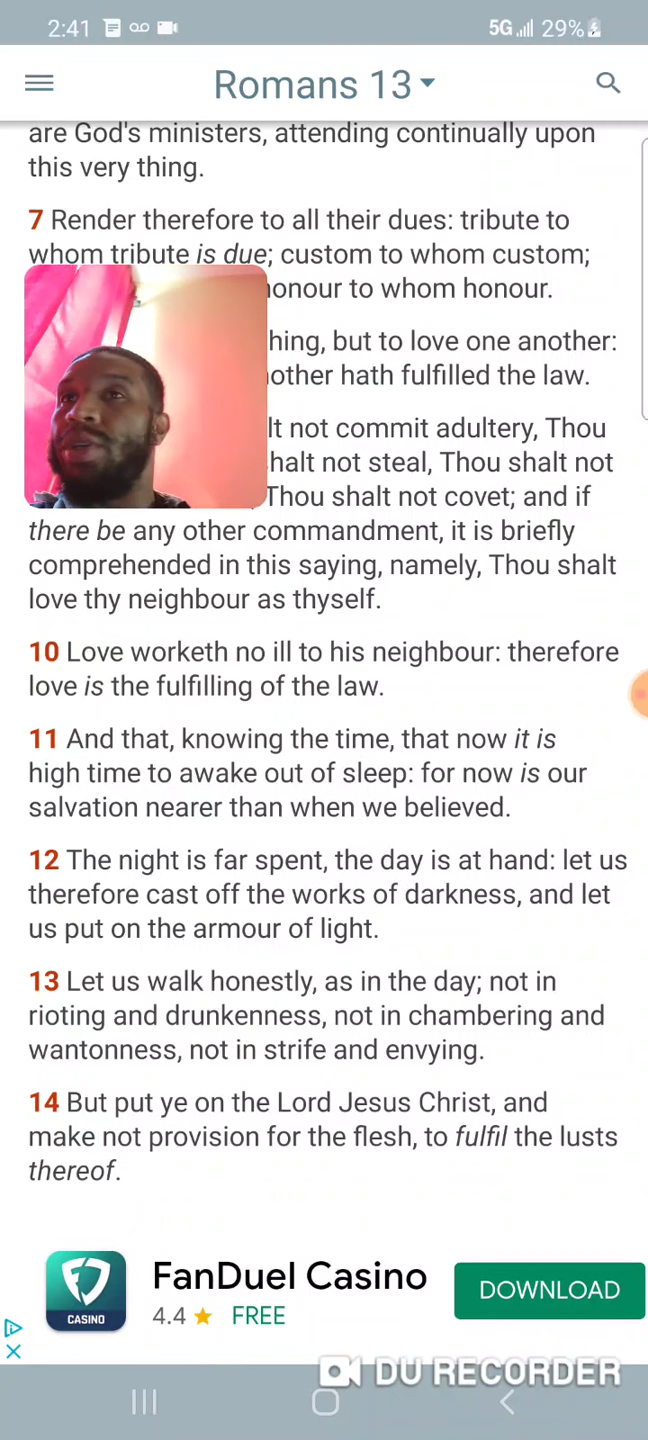 2:41
5G 29%
Romans 13
are God's ministers, attending continually upon
this very thing.
7 Render therefore to all their dues: tribute to
whom tribute is due; custom to whom custom;
honour to whom honour.
hing, but to love one another:
other hath fulfilled the law.
lt not commit adultery, Thou
shalt not steal, Thou shalt not
Thou shalt not covet; and if
there be any other commandment, it is briefly
comprehended in this saying, namely, Thou shalt
love thy neighbour as thyself.
10 Love worketh no ill to his neighbour: therefore
love is the fulfilling of the law.
11 And that, knowing the time, that now it is
high time to awake out of sleep: for now is our
salvation nearer than when we believed.
12 The night is far spent, the day is at hand: let us
therefore cast off the works of darkness, and let
us put on the armour of light.
13 Let us walk honestly, as in the day; not in
rioting and drunkenness, not in chambering and
wantonness, not in strife and envying.
14 But put ye on the Lord Jesus Christ, and
make not provision for the flesh, to fulfil the lusts
thereof.
FanDuel Casino
CASINO
4.4 ★ FREE
DOWNLOAD
DU RECORDER